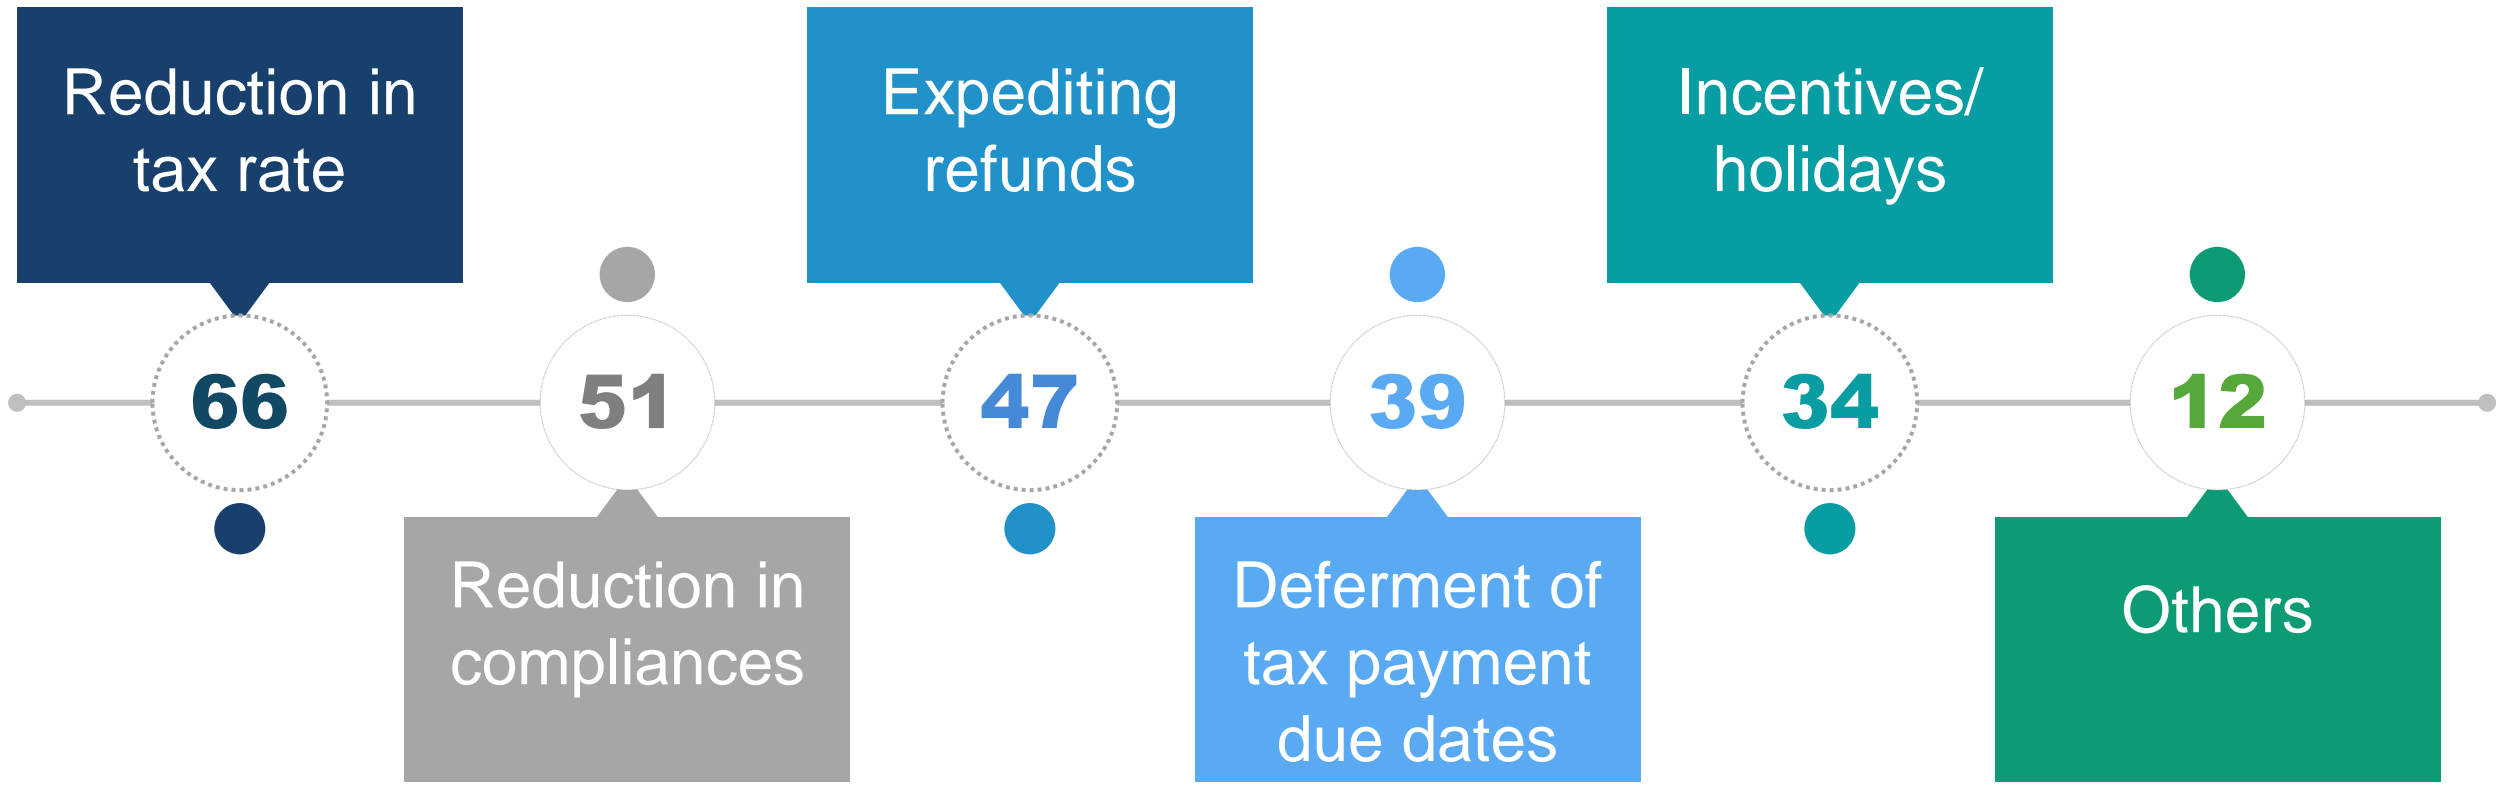 Reduction in
tax rate
66
51
Reduction in
compliances
Expediting
refunds
47
39
Deferment of
tax payment
due dates
Incentives/
holidays
34
12
Others